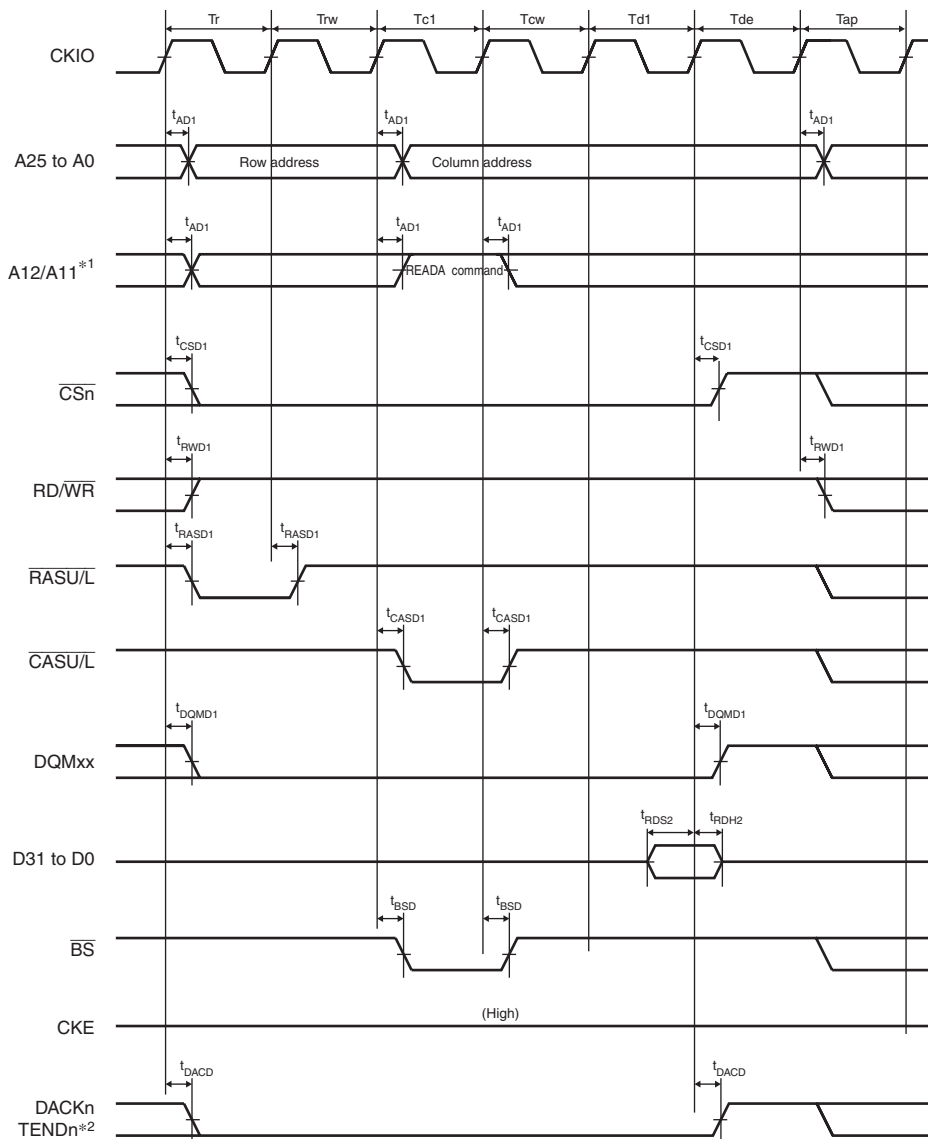 Tr Trw Tc1 Tcw Td1 Tde Tap
CKIO
tAD1 tAD1 tAD1
A25 to A0 Row address Column address
tAD1 tAD1 tAD1
A12/A11*1 READA command
tCSD1 tCSD1
CSn
tRWD1 tRWD1
RD/WR
tRASD1 tRASD1
RASU/L
tCASD1 tCASD1
CASU/L
tDQMD1 tDQMD1
DQMxx
tRDS2 tRDH2
D31 to D0
tBSD tBSD
BS
(High)
CKE
tDACD tDACD
DACKn
TENDn*2